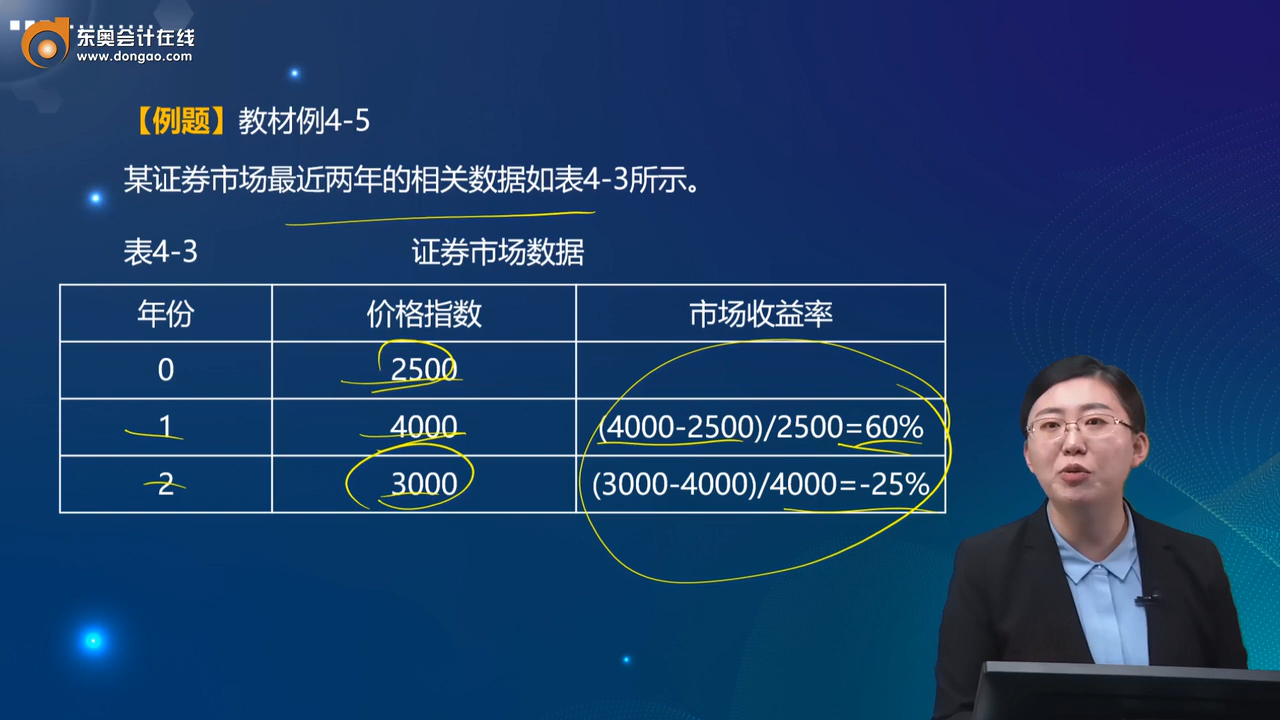 东奥会计在线
www.dongao.com
【例题】教材例4-5
某证券市场最近两年的相关数据如表4-3所示。
表4-3 证券市场数据
年份 价格指数 市场收益率
0 2500
1 4000 (4000-2500)/2500=60%
2 3000 (3000-4000)/4000=-25%